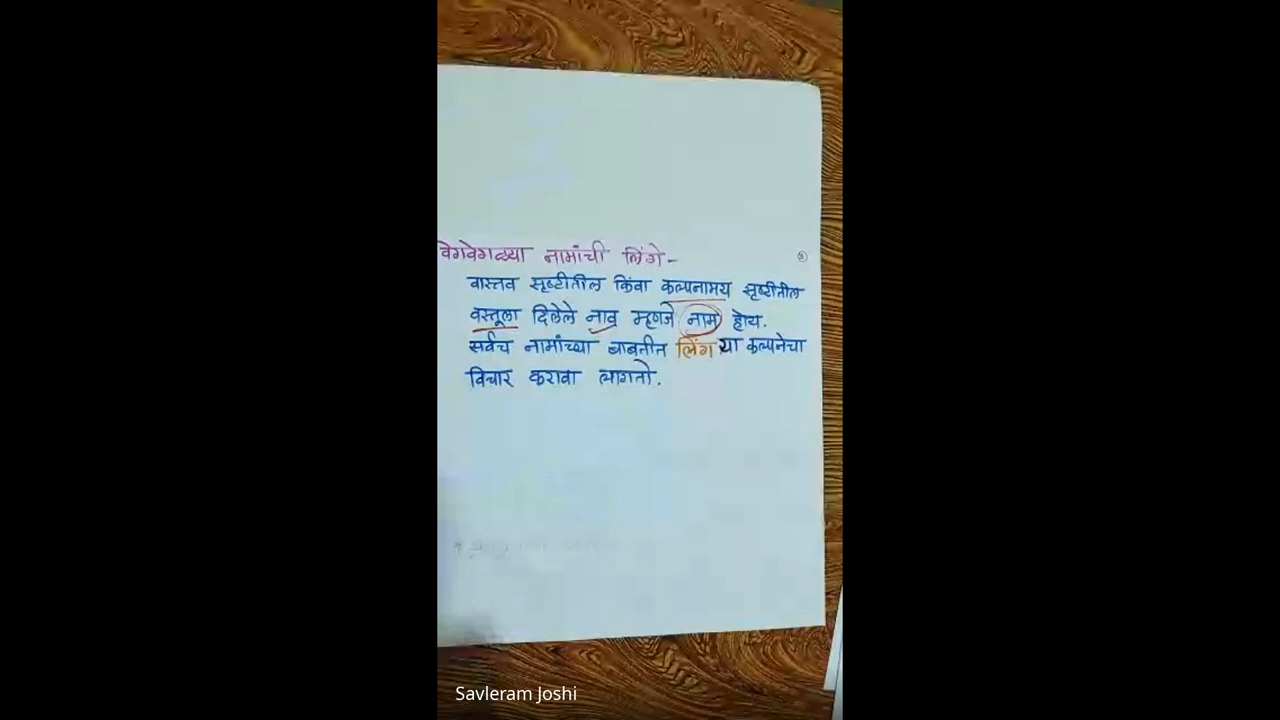 वेगवेगळ्या नामांची लिंगे-
वास्तव सृष्टीतील किंवा कल्पनामय सृष्टीतील
वस्तूला दिलेले नाव म्हणजे नाम होय.
सर्वच नामांच्या बाबतीत लिंग या कल्पनेचा
विचार करावा लागतो.
Savleram Joshi